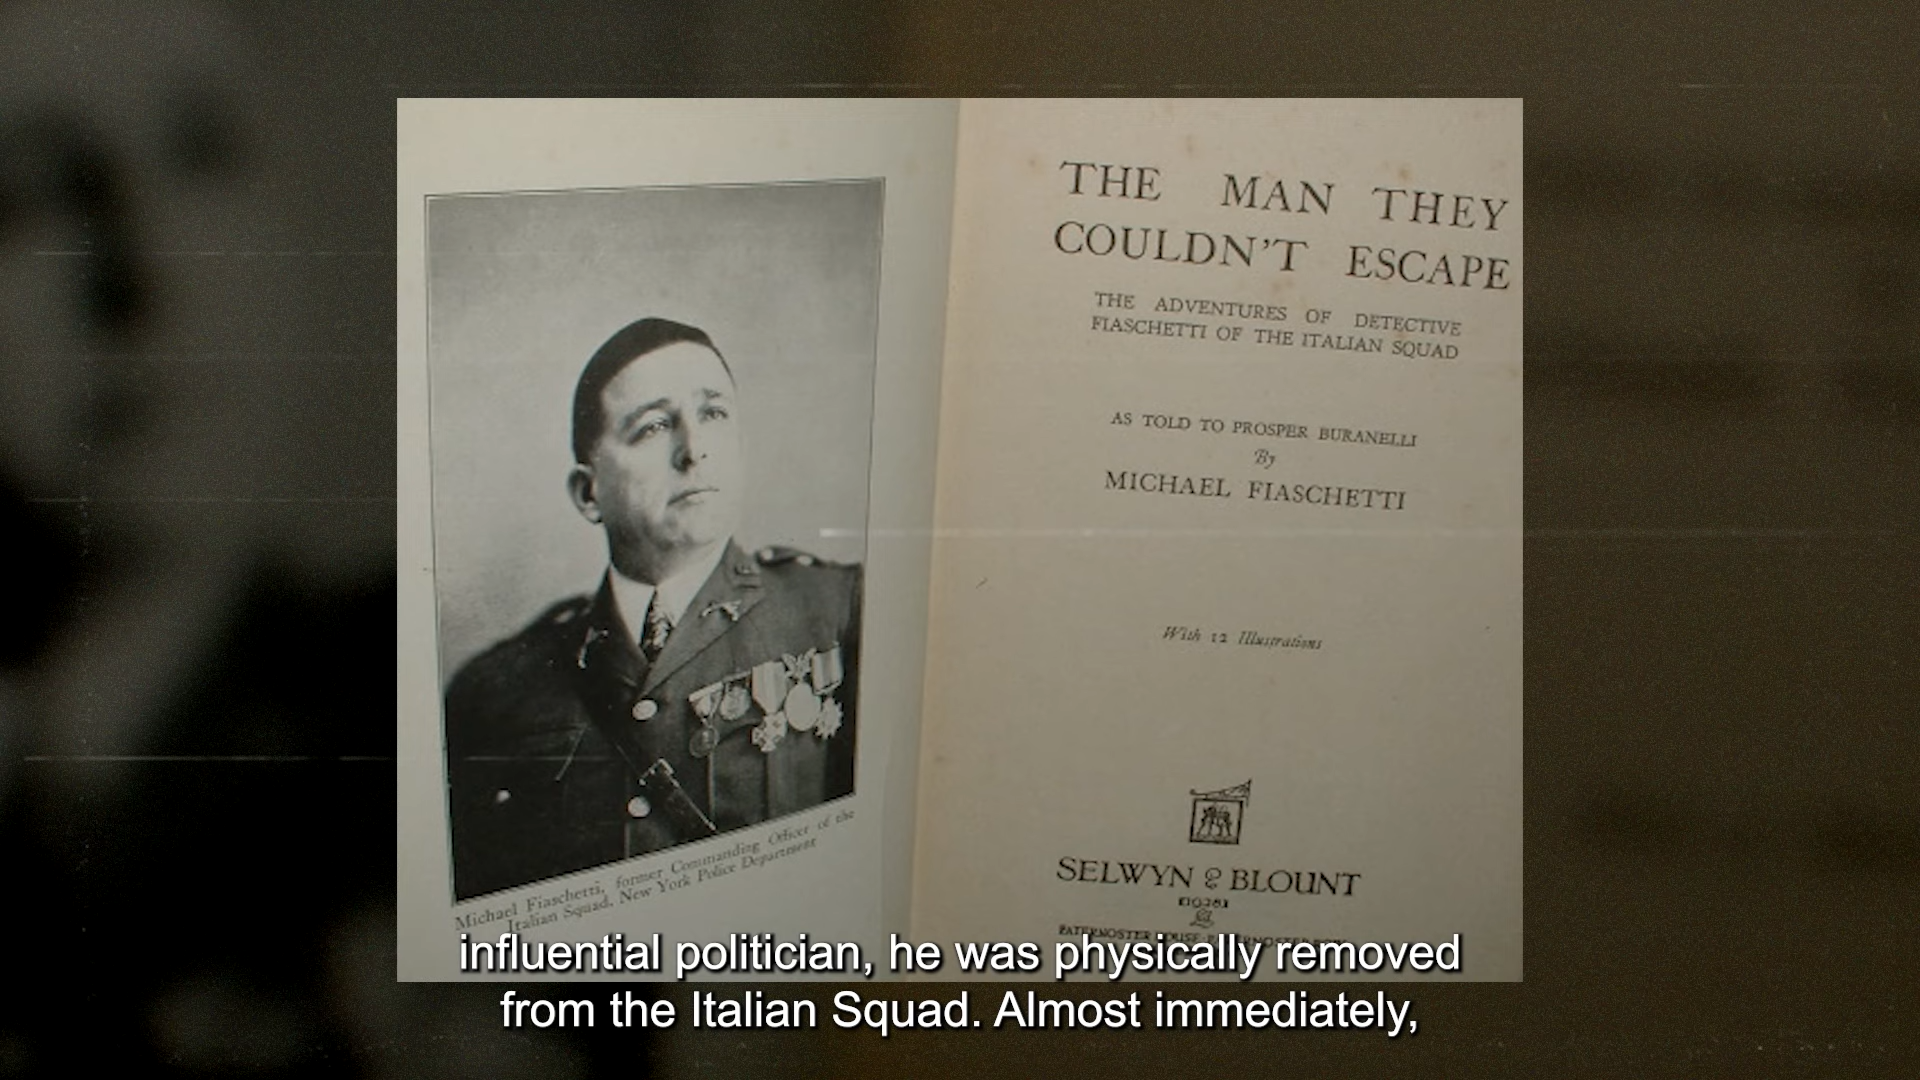 THE MAN THEY
COULDN'T ESCAPE
THE ADVENTURES OF DETECTIVE
FIASCHETTI OF THE ITALIAN SQUAD
AS TOLD TO PROSPER BURANELLI
By
MICHAEL FIASCHETTI
With 12 Illustrations
SELWYN & BLOUNT
PATERNOSTER HOUSE
Michael Fiaschetti, former Commanding Officer of the
Italian Squad, New York Police Department
influential politician, he was physically removed
from the Italian Squad. Almost immediately,